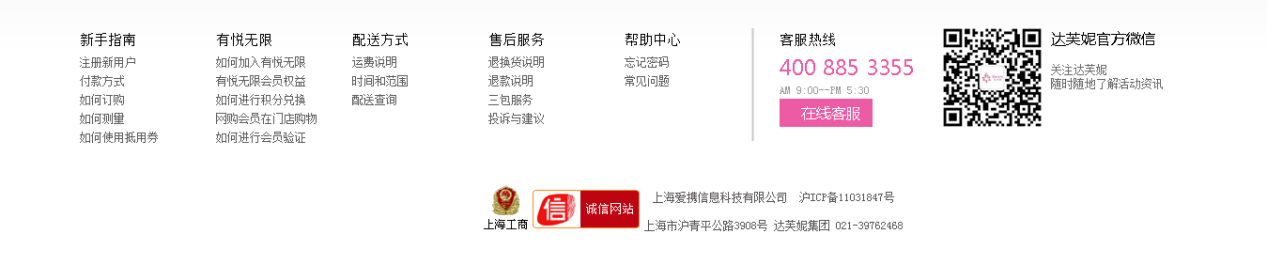 新手指南
注册新用户
付款方式
如何订购
如何测量
如何使用抵用券
有悦无限
如何加入有悦无限
有悦无限会员权益
如何进行积分兑换
网购会员在门店购物
如何进行会员验证
配送方式
运费说明
时间和范围
配送查询
售后服务
退换货说明
退款说明
三包服务
投诉与建议
帮助中心
忘记密码
常见问题
客服热线
400 885 3355
AM 9:00--PM 5:30
在线客服
达芙妮官方微信
关注达芙妮
随时随地了解活动资讯
上海工商
信 诚信网站
上海爱携信息科技有限公司 沪ICP备11031847号
上海市沪青平公路3908号 达芙妮集团 021-39762468